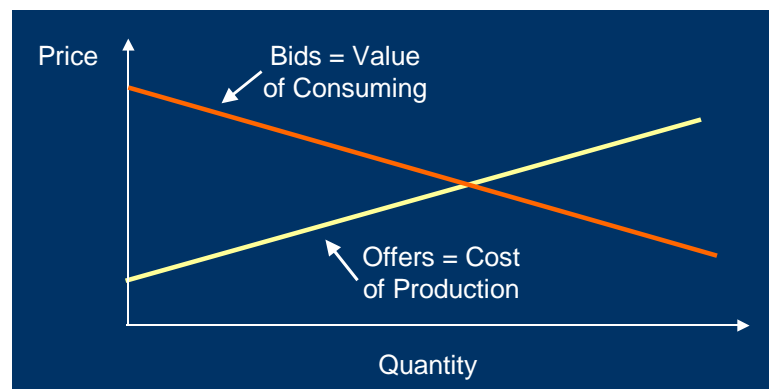 Price
Bids = Value
of Consuming
Offers = Cost
of Production
Quantity